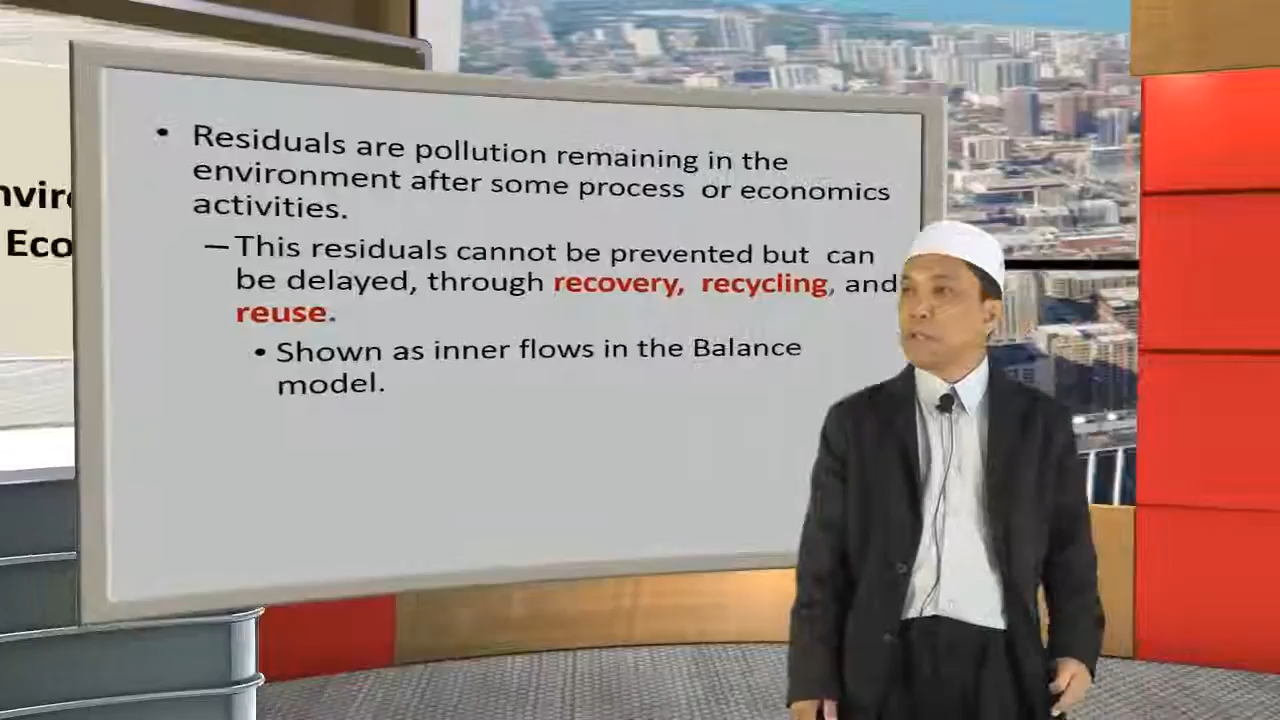 • Residuals are pollution remaining in the
environment after some process or economics
activities.
– This residuals cannot be prevented but can
be delayed, through recovery, recycling, and
reuse.
• Shown as inner flows in the Balance
model.
Eco